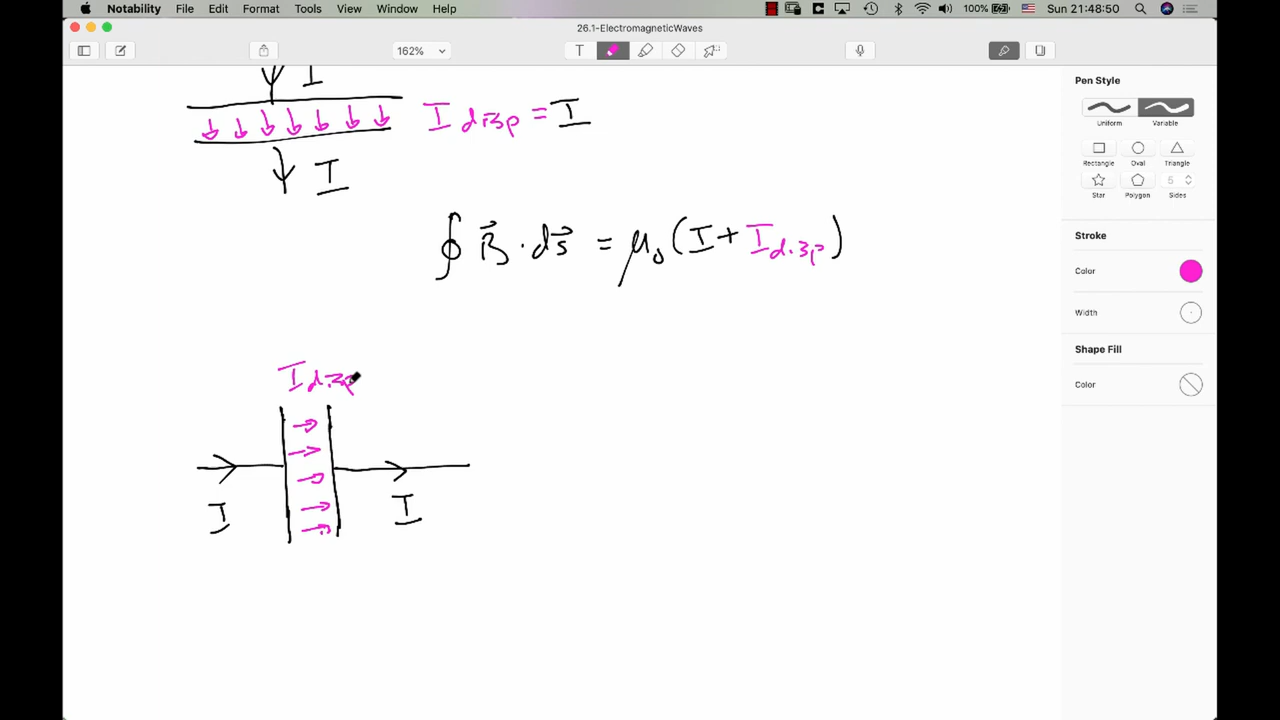 Notability File Edit Format Tools View Window Help 100% Sun 21:48:50
26.1-ElectromagneticWaves
162% T
Pen Style
Uniform Variable
Rectangle Oval Triangle
5
Star Polygon Sides
Stroke
Color
Width
Shape Fill
Color
I
I disp = I
I
∮ B⃗ · ds⃗ = μ₀ (I + I disp)
I disp
I I